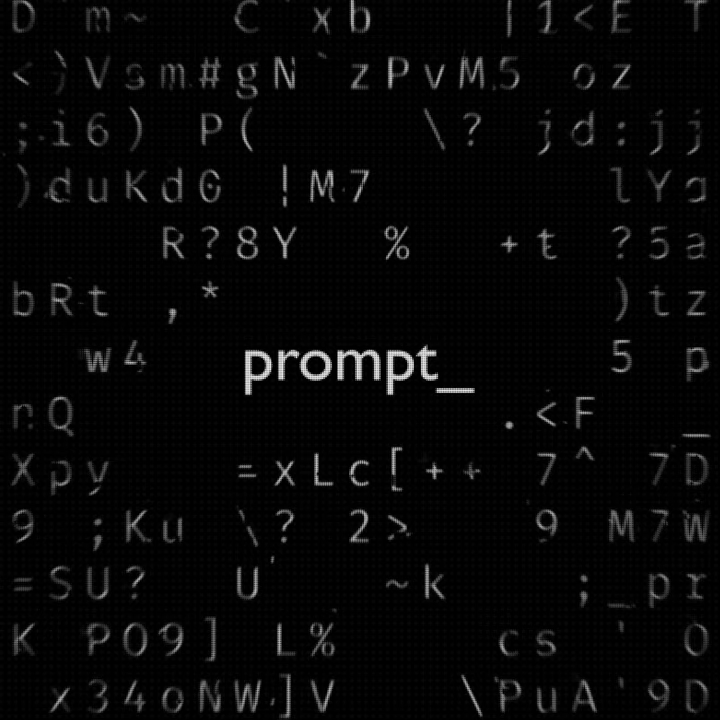 D m~ C xb |1<E T
<)Vsm#gN`zPvM5 oz
;i6) P( \? jd:jj
)duKdG !M7 lYg
R?8Y % +t ?5a
bRt ,* )tz
w4 prompt_ 5 p
nQ .<F _
Xpy =xLc[++ 7^ 7D
9 ;Ku \? 2> 9 M7W
=SU? U' ~k ;_pr
K PO9] L% cs ' O
x34oNW.]V \PuA'9D